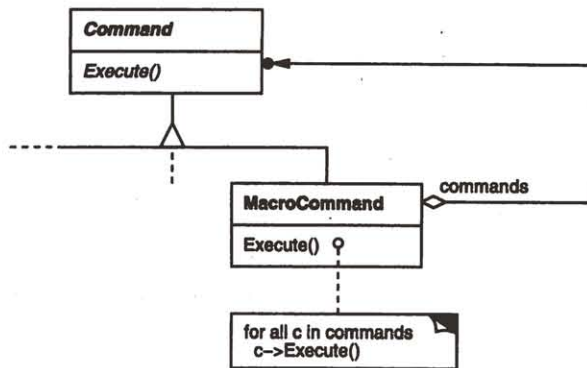 Command
Execute()
commands
MacroCommand
Execute()
for all c in commands
c->Execute()